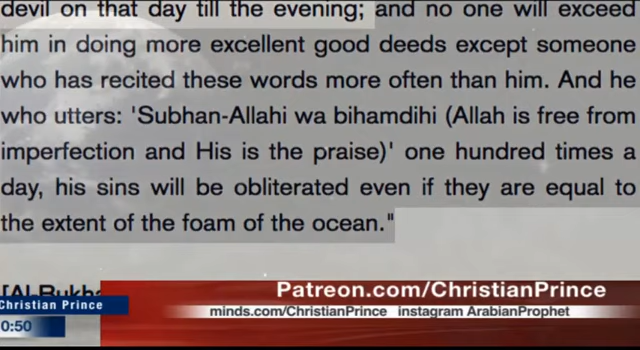 devil on that day till the evening; and no one will exceed
him in doing more excellent good deeds except someone
who has recited these words more often than him. And he
who utters: 'Subhan-Allahi wa bihamdihi (Allah is free from
imperfection and His is the praise)' one hundred times a
day, his sins will be obliterated even if they are equal to
the extent of the foam of the ocean."
[Al-Bukha
Patreon.com/ChristianPrince
Christian Prince
minds.com/ChristianPrince instagram ArabianProphet
0:50